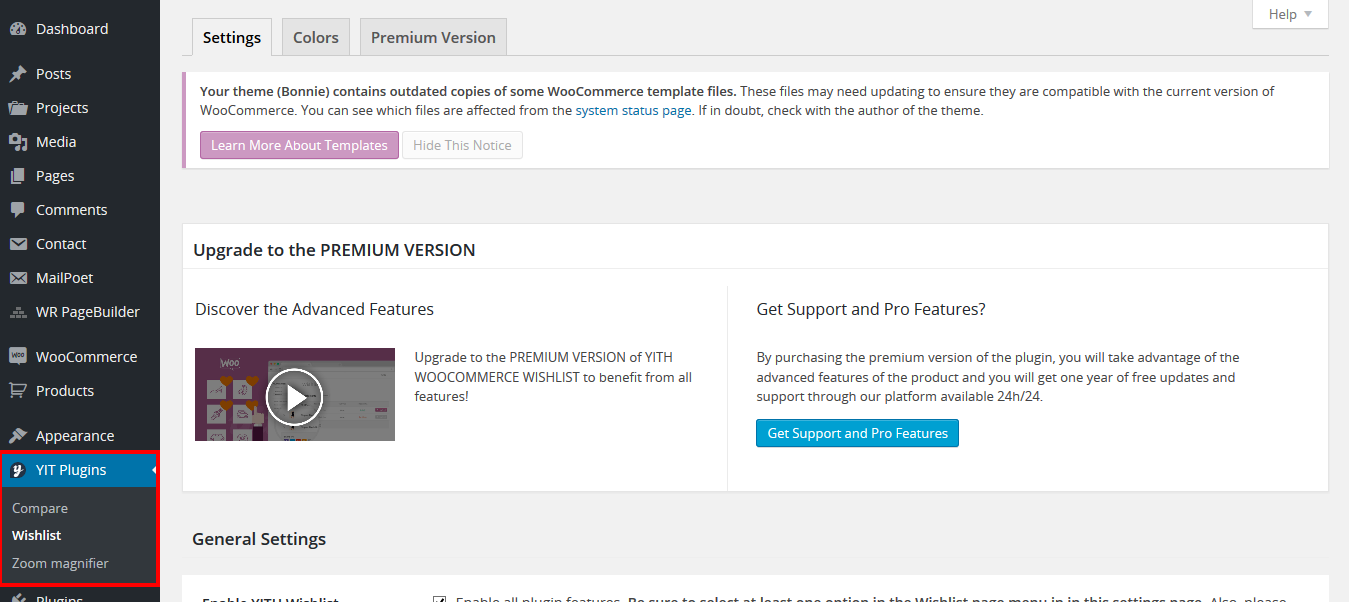 Dashboard
Posts
Projects
Media
Pages
Comments
Contact
MailPoet
WR PageBuilder
WooCommerce
Products
Appearance
YIT Plugins
Compare
Wishlist
Zoom magnifier
Plugins
Help
Settings
Colors
Premium Version
Your theme (Bonnie) contains outdated copies of some WooCommerce template files. These files may need updating to ensure they are compatible with the current version of
WooCommerce. You can see which files are affected from the system status page. If in doubt, check with the author of the theme.
Learn More About Templates
Hide This Notice
Upgrade to the PREMIUM VERSION
Discover the Advanced Features
Woo
Upgrade to the PREMIUM VERSION of YITH
WOOCOMMERCE WISHLIST to benefit from all
features!
Get Support and Pro Features?
By purchasing the premium version of the plugin, you will take advantage of the
advanced features of the product and you will get one year of free updates and
support through our platform available 24h/24.
Get Support and Pro Features
General Settings
Enable YITH Wishlist
Enable all plugin features. Be sure to select at least one option in the Wishlist page menu in in this settings page. Also, please